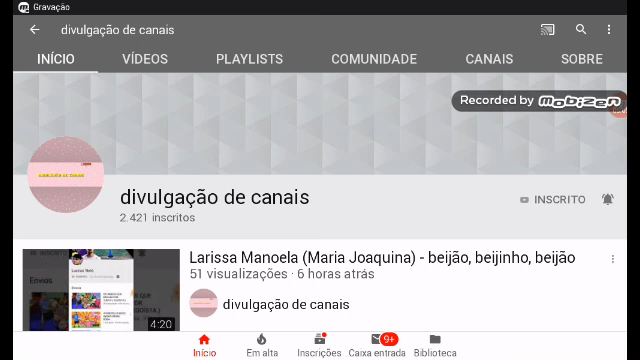 Gravação
divulgação de canais
INÍCIO VÍDEOS PLAYLISTS COMUNIDADE CANAIS SOBRE
Recorded by MOBIZEN
divulgação de canais
INSCRITO
2.421 inscritos
Larissa Manoela (Maria Joaquina) - beijão, beijinho, beijão
51 visualizações · 6 horas atrás
divulgação de canais
Envios
4:20
9+
Início Em alta Inscrições Caixa entrada Biblioteca